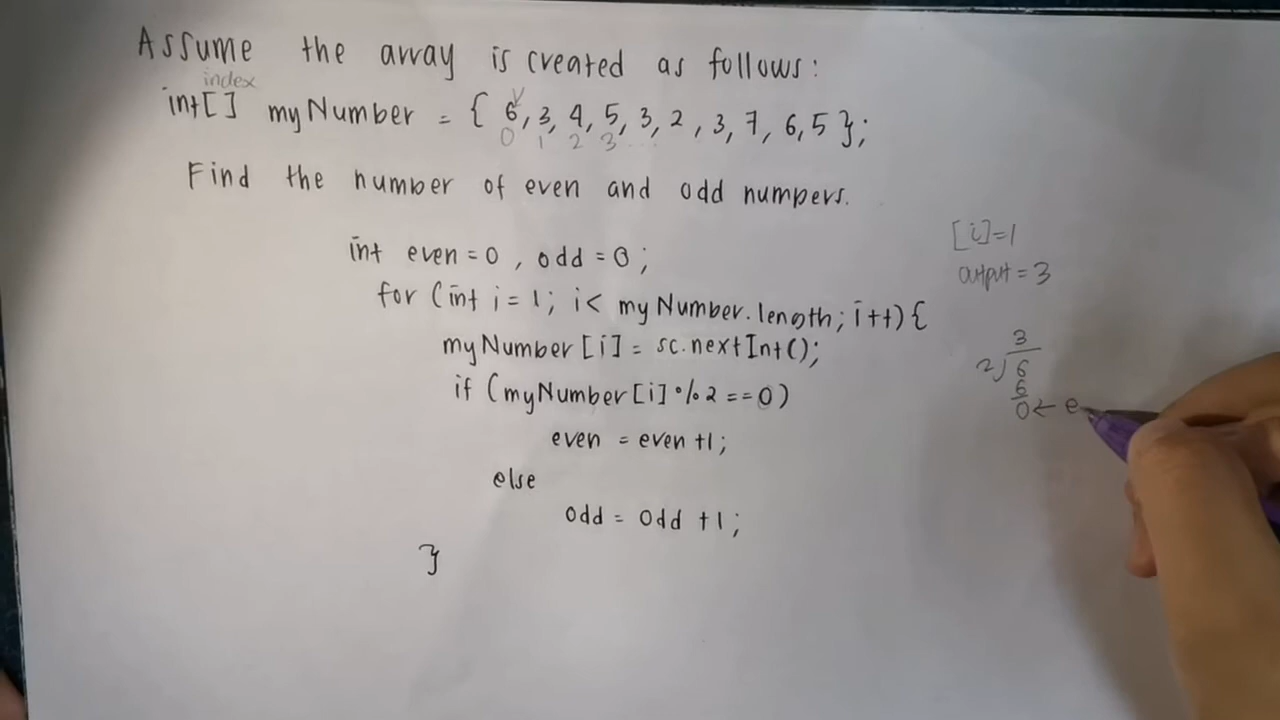 Assume the array is created as follows:
index
int[] myNumber = { 6, 3, 4, 5, 3, 2, 3, 7, 6, 5 };
0 1 2 3 ...
Find the number of even and odd numpers.
int even = 0, odd = 0;
for (int i = 1; i < myNumber.length; i++) {
myNumber [i] = sc.nextInt();
if (myNumber [i] % 2 == 0)
even = even +1;
else
odd = odd +1;
}
[i]=1
output = 3
3
2 6
6
0 ← e